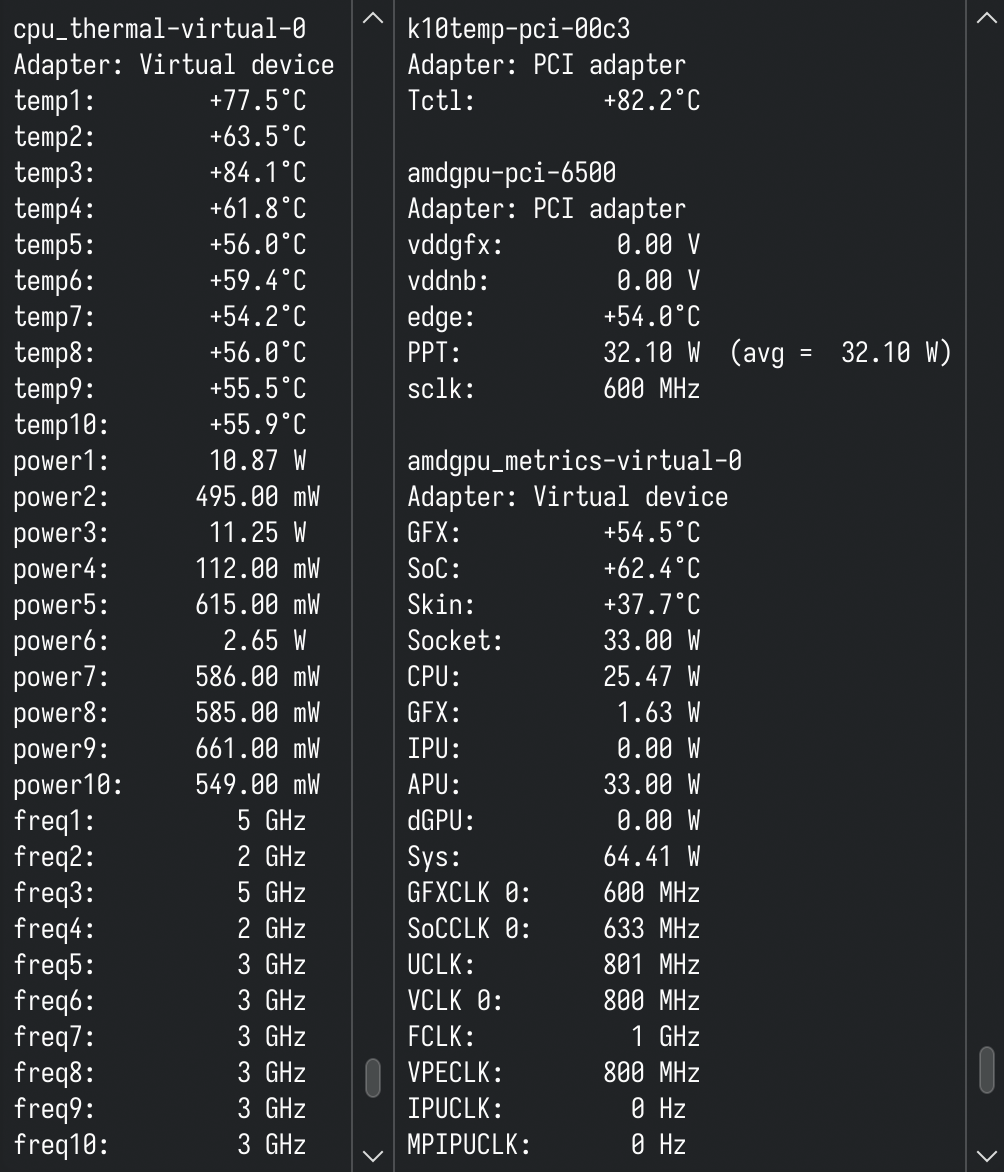 cpu_thermal-virtual-0
Adapter: Virtual device
temp1: +77.5°C
temp2: +63.5°C
temp3: +84.1°C
temp4: +61.8°C
temp5: +56.0°C
temp6: +59.4°C
temp7: +54.2°C
temp8: +56.0°C
temp9: +55.5°C
temp10: +55.9°C
power1: 10.87 W
power2: 495.00 mW
power3: 11.25 W
power4: 112.00 mW
power5: 615.00 mW
power6: 2.65 W
power7: 586.00 mW
power8: 585.00 mW
power9: 661.00 mW
power10: 549.00 mW
freq1: 5 GHz
freq2: 2 GHz
freq3: 5 GHz
freq4: 2 GHz
freq5: 3 GHz
freq6: 3 GHz
freq7: 3 GHz
freq8: 3 GHz
freq9: 3 GHz
freq10: 3 GHz
k10temp-pci-00c3
Adapter: PCI adapter
Tctl: +82.2°C
amdgpu-pci-6500
Adapter: PCI adapter
vddgfx: 0.00 V
vddnb: 0.00 V
edge: +54.0°C
PPT: 32.10 W (avg = 32.10 W)
sclk: 600 MHz
amdgpu_metrics-virtual-0
Adapter: Virtual device
GFX: +54.5°C
SoC: +62.4°C
Skin: +37.7°C
Socket: 33.00 W
CPU: 25.47 W
GFX: 1.63 W
IPU: 0.00 W
APU: 33.00 W
dGPU: 0.00 W
Sys: 64.41 W
GFXCLK 0: 600 MHz
SoCCLK 0: 633 MHz
UCLK: 801 MHz
VCLK 0: 800 MHz
FCLK: 1 GHz
VPECLK: 800 MHz
IPUCLK: 0 Hz
MPIPUCLK: 0 Hz